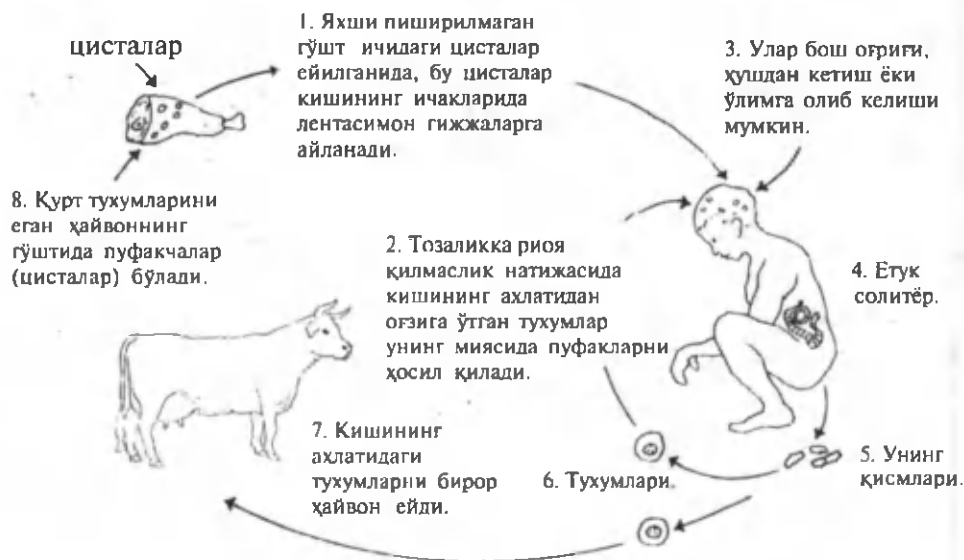 цисталар
1. Яхши пиширилмаган
гўшт ичидаги цисталар
ейилганида, бу цисталар
кишининг ичакларида
лентасимон гижжаларга
айланади.
3. Улар бош оғриғи,
ҳушдан кетиш ёки
ўлимга олиб келиши
мумкин.
8. Қурт тухумларини
еган ҳайвоннинг
гўштида пуфакчалар
(цисталар) бўлади.
2. Тозаликка риоя
қилмаслик натижасида
кишининг ахлатидан
оғзига ўтган тухумлар
унинг миясида пуфакларни
ҳосил қилади.
4. Етук
солитёр.
7. Кишининг
ахлатидаги
тухумларни бирор
ҳайвон ейди.
6. Тухумлари.
5. Унинг
қисмлари.